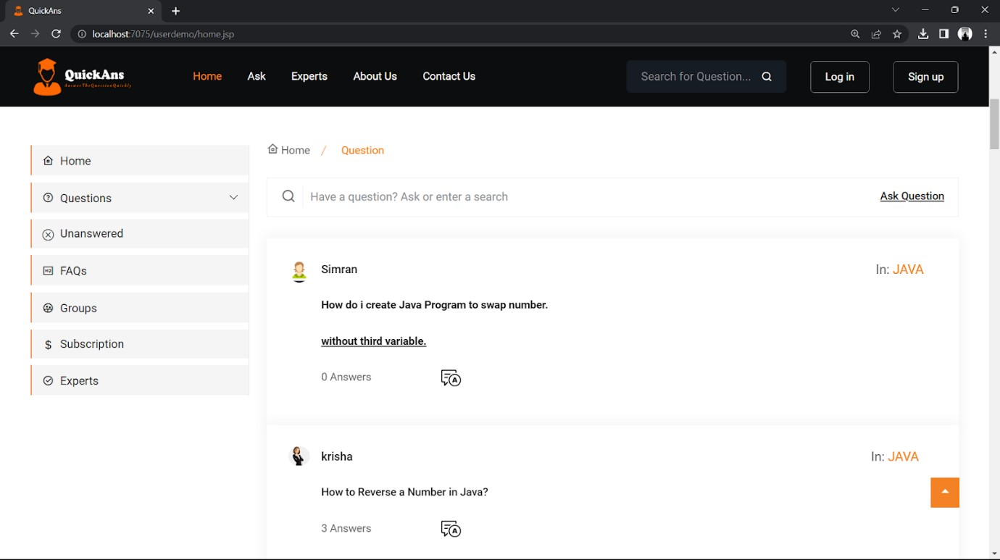 QuickAns
localhost:7075/userdemo/home.jsp
QuickAns
AnswerTheQuestionQuickly
Home
Ask
Experts
About Us
Contact Us
Search for Question...
Log in
Sign up
Home
Questions
Unanswered
FAQs
Groups
Subscription
Experts
Home / Question
Have a question? Ask or enter a search
Ask Question
Simran
In: JAVA
How do i create Java Program to swap number.
without third variable.
0 Answers
A
krisha
In: JAVA
How to Reverse a Number in Java?
3 Answers
A